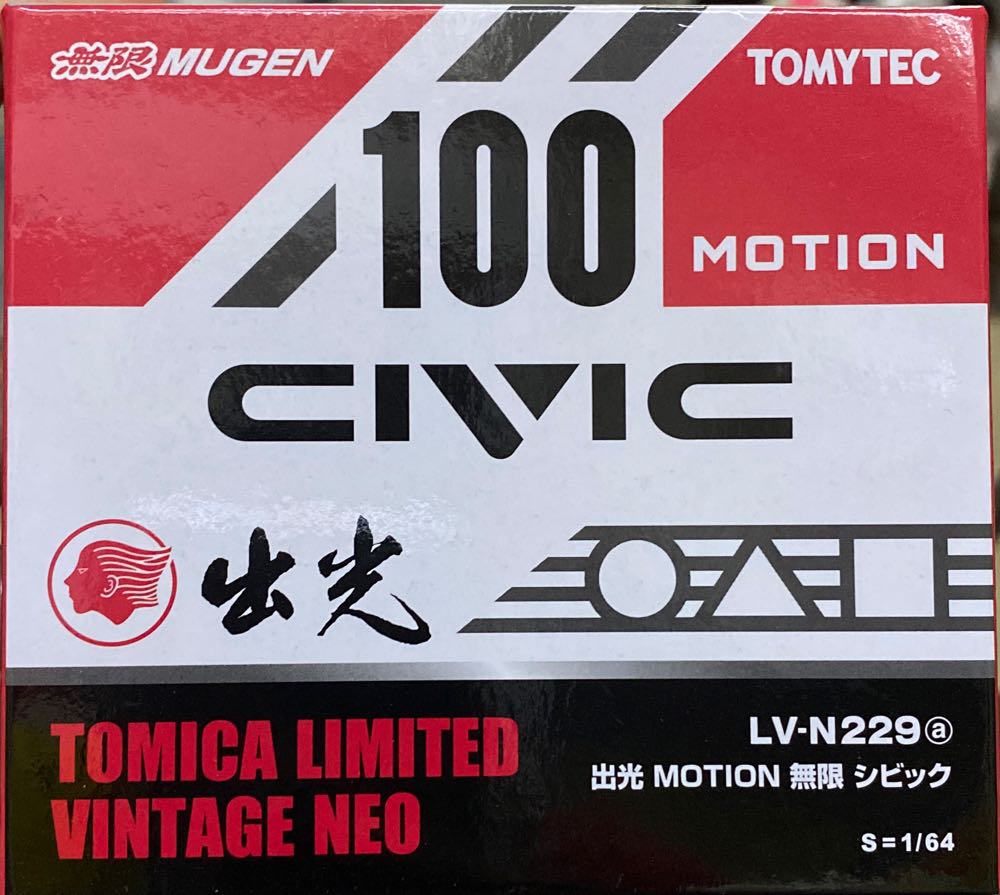 無限 MUGEN
TOMYTEC
100
MOTION
CIVIC
出光
TOMICA LIMITED
VINTAGE NEO
LV-N229ⓐ
出光 MOTION 無限 シビック
S=1/64